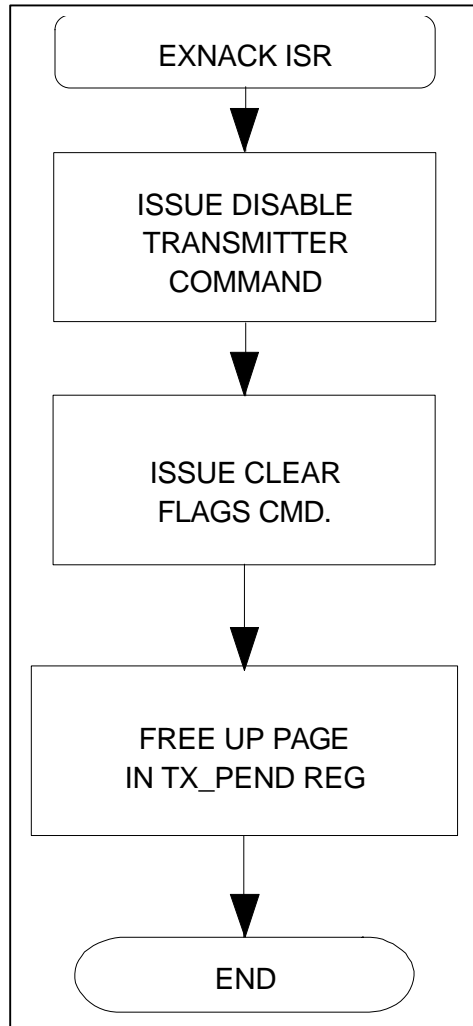 EXNACK ISR
ISSUE DISABLE
TRANSMITTER
COMMAND
ISSUE CLEAR
FLAGS CMD.
FREE UP PAGE
IN TX_PEND REG
END